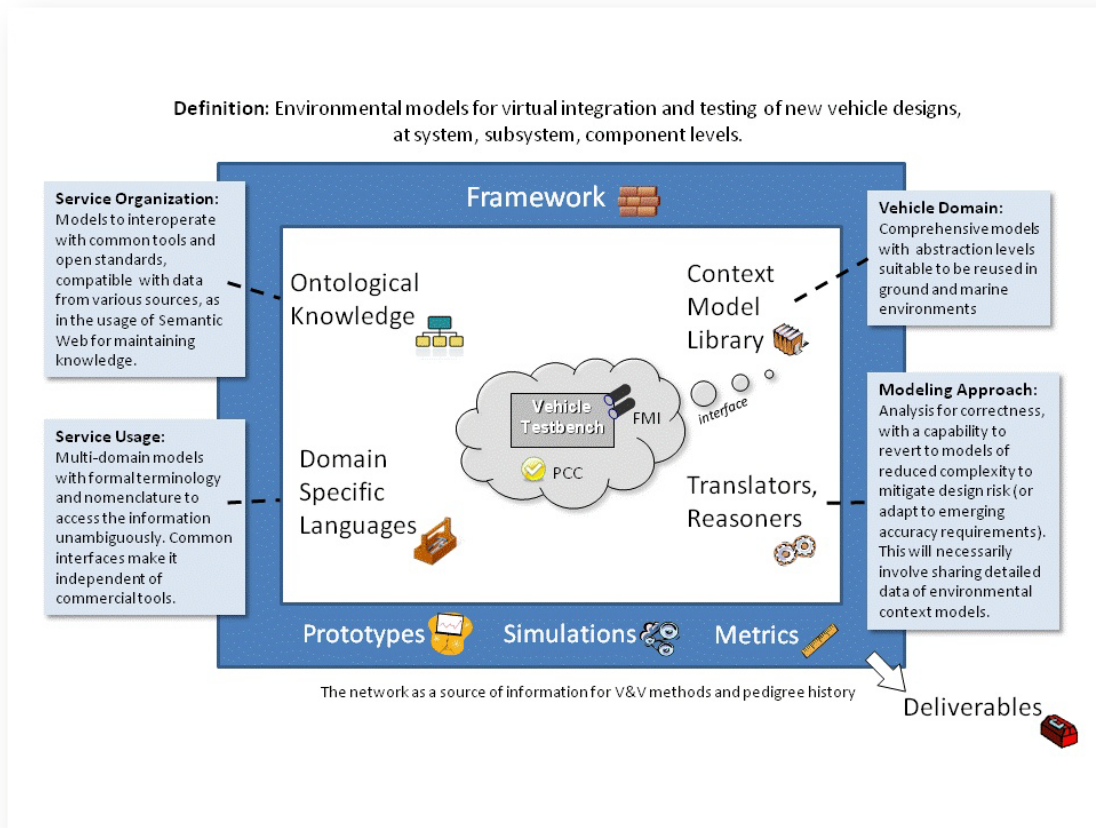 Definition: Environmental models for virtual integration and testing of new vehicle designs,
at system, subsystem, component levels.
Framework
Service Organization:
Models to interoperate
with common tools and
open standards,
compatible with data
from various sources, as
in the usage of Semantic
Web for maintaining
knowledge.
Ontological
Knowledge
Context
Model
Library
Vehicle Domain:
Comprehensive models
with abstraction levels
suitable to be reused in
ground and marine
environments
Vehicle
Testbench
FMI
PCC
interface
Service Usage:
Multi-domain models
with formal terminology
and nomenclature to
access the information
unambiguously. Common
interfaces make it
independent of
commercial tools.
Domain
Specific
Languages
Translators,
Reasoners
Modeling Approach:
Analysis for correctness,
with a capability to
revert to models of
reduced complexity to
mitigate design risk (or
adapt to emerging
accuracy requirements).
This will necessarily
involve sharing detailed
data of environmental
context models.
Prototypes
Simulations
Metrics
The network as a source of information for V&V methods and pedigree history
Deliverables